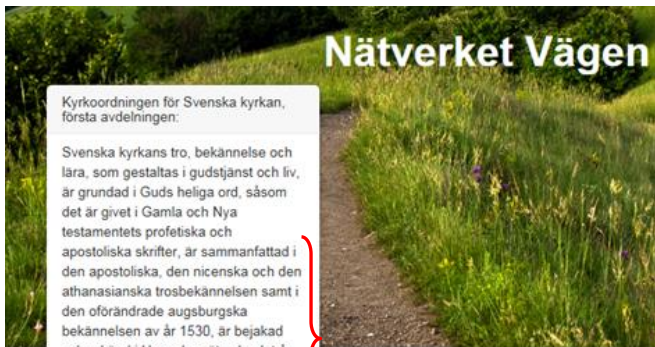 Nätverket Vägen
Kyrkoordningen för Svenska kyrkan,
första avdelningen:
Svenska kyrkans tro, bekännelse och
lära, som gestaltas i gudstjänst och liv,
är grundad i Guds heliga ord, såsom
det är givet i Gamla och Nya
testamentets profetiska och
apostoliska skrifter, är sammanfattad i
den apostoliska, den nicenska och den
athanasianska trosbekännelsen samt i
den oförändrade augsburgska
bekännelsen av år 1530, är bejakad